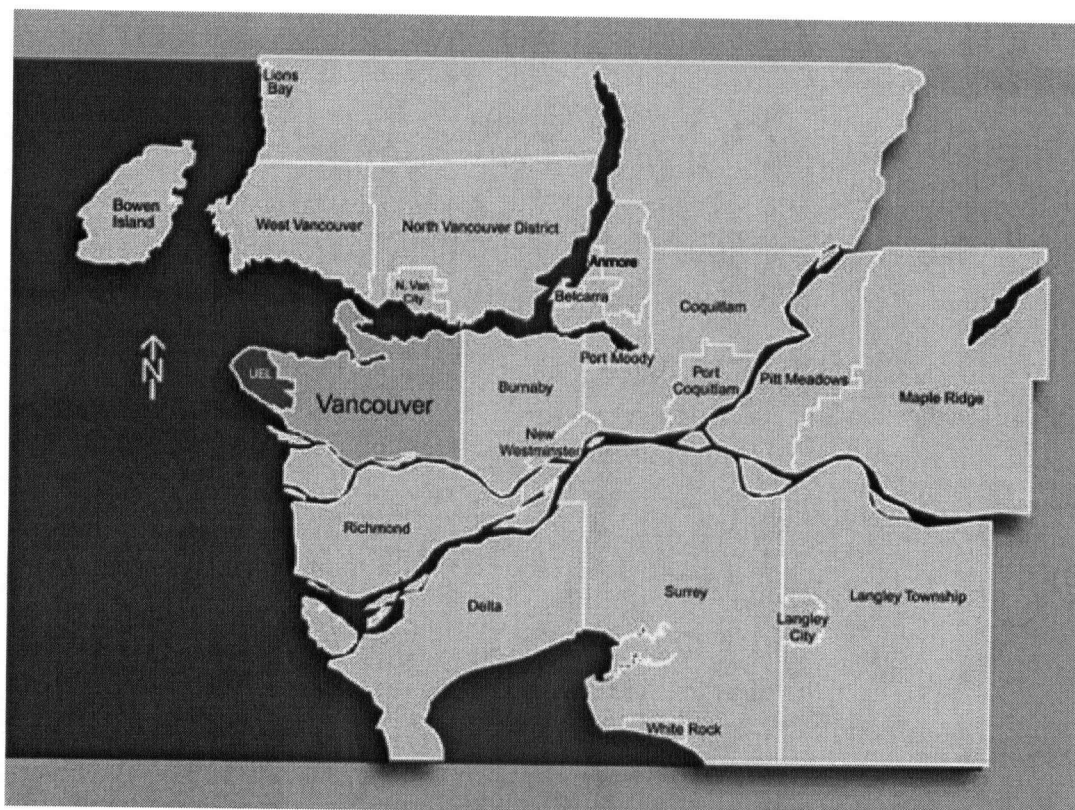 Lions
Bay
Bowen
Island
West Vancouver
North Vancouver District
N. Van
City
Anmore
Belcarra
Coquitlam
Port Moody
Port
Coquitlam
Pitt Meadows
Maple Ridge
UEL
Vancouver
Burnaby
New
Westminster
Richmond
Delta
Surrey
Langley Township
Langley
City
White Rock
N